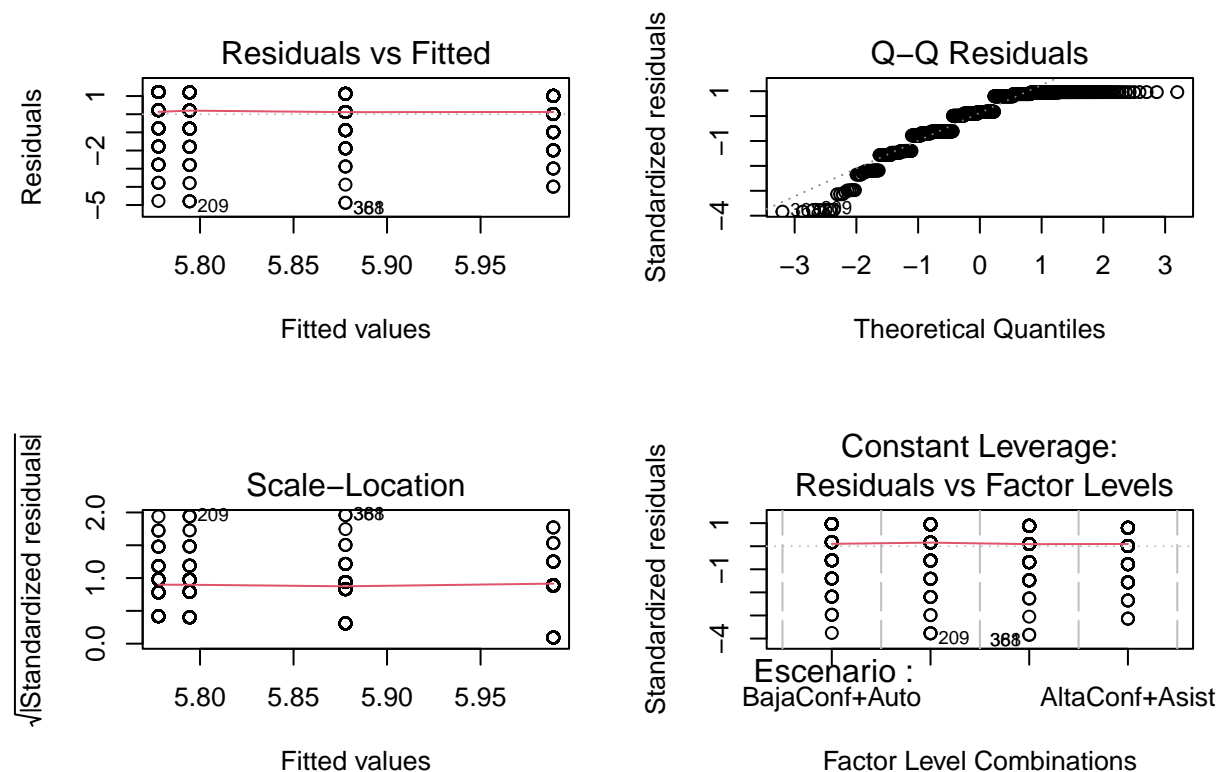 Residuals vs Fitted
Residuals
1
−2
−5
209
5.80 5.85 5.90 5.95
Fitted values
Q−Q Residuals
Standardized residuals
1
−1
−4
−3 −2 −1 0 1 2 3
Theoretical Quantiles
Scale−Location
√|Standardized residuals|
2.0
1.0
0.0
209
5.80 5.85 5.90 5.95
Fitted values
Constant Leverage:
Residuals vs Factor Levels
Standardized residuals
1
−1
−4
209
Escenario :
BajaConf+Auto AltaConf+Asist
Factor Level Combinations